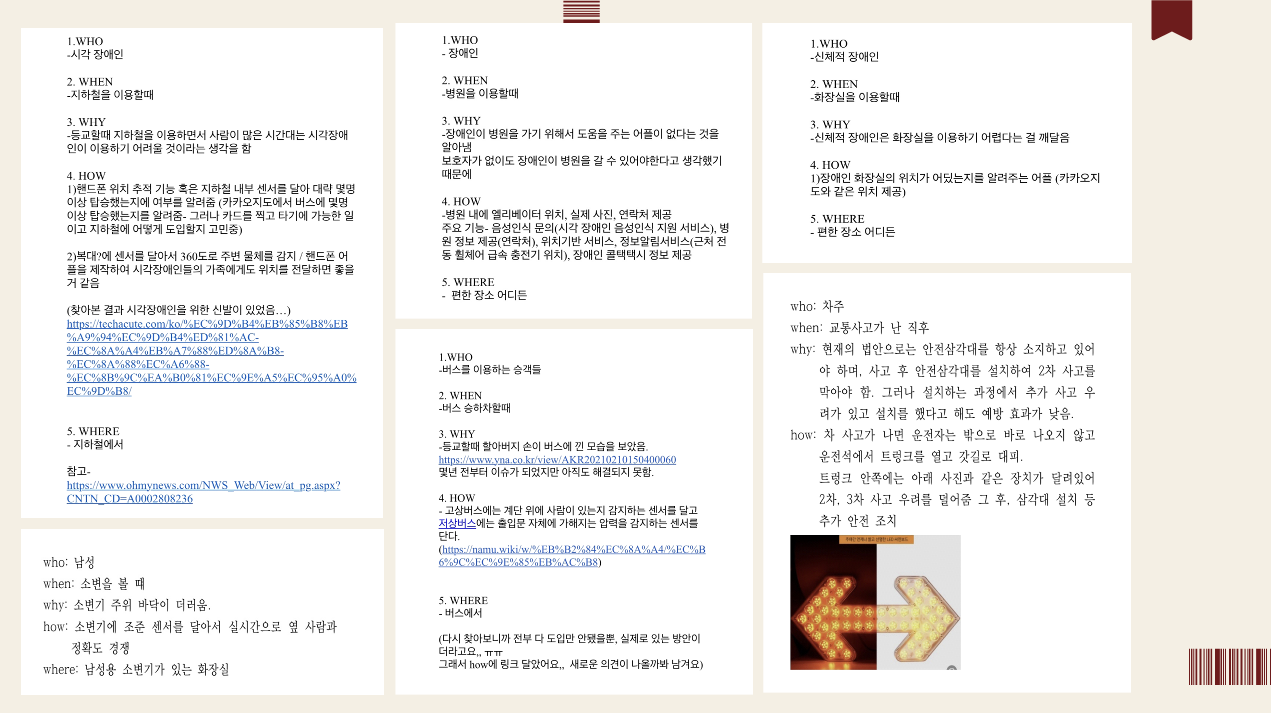 1.WHO
-시각 장애인
2. WHEN
-지하철을 이용할때
3. WHY
-등교할때 지하철을 이용하면서 사람이 많은 시간대는 시각장애
인이 이용하기 어려울 것이라는 생각을 함
4. HOW
1)핸드폰 위치 추적 기능 혹은 지하철 내부 센서를 달아 대략 몇명
이상 탑승했는지에 여부를 알려줌 (카카오지도에서 버스에 몇명
이상 탑승했는지를 알려줌- 그러나 카드를 찍고 타기에 가능한 일
이고 지하철에 어떻게 도입할지 고민중)
2)복대?에 센서를 달아서 360도로 주변 물체를 감지 / 핸드폰 어
플을 제작하여 시각장애인들의 가족에게도 위치를 전달하면 좋을
거 같음
(찾아본 결과 시각장애인을 위한 신발이 있었음…)
https://techacute.com/ko/%EC%9D%B4%EB%85%B8%EB
%A9%94%EC%9D%B4%ED%81%AC-
%EC%8A%A4%EB%A7%88%ED%8A%B8-
%EC%8A%88%EC%A6%88-
%EC%8B%9C%EA%B0%81%EC%9E%A5%EC%95%A0%
EC%9D%B8/
5. WHERE
- 지하철에서
참고-
https://www.ohmynews.com/NWS_Web/View/at_pg.aspx?
CNTN_CD=A0002808236
who: 남성
when: 소변을 볼 때
why: 소변기 주위 바닥이 더러움.
how: 소변기에 조준 센서를 달아서 실시간으로 옆 사람과
정확도 경쟁
where: 남성용 소변기가 있는 화장실
1.WHO
- 장애인
2. WHEN
-병원을 이용할때
3. WHY
-장애인이 병원을 가기 위해서 도움을 주는 어플이 없다는 것을
알아냄
보호자가 없이도 장애인이 병원을 갈 수 있어야한다고 생각했기
때문에
4. HOW
-병원 내에 엘리베이터 위치, 실제 사진, 연락처 제공
주요 기능- 음성인식 문의(시각 장애인 음성인식 지원 서비스), 병
원 정보 제공(연락처), 위치기반 서비스, 정보알림서비스(근처 전
동 휠체어 급속 충전기 위치), 장애인 콜택택시 정보 제공
5. WHERE
- 편한 장소 어디든
1.WHO
-버스를 이용하는 승객들
2. WHEN
-버스 승하차할때
3. WHY
-등교할때 할아버지 손이 버스에 낀 모습을 보았음.
https://www.yna.co.kr/view/AKR20210210150400060
몇년 전부터 이슈가 되었지만 아직도 해결되지 못함.
4. HOW
- 고상버스에는 계단 위에 사람이 있는지 감지하는 센서를 달고
저상버스에는 출입문 자체에 가해지는 압력을 감지하는 센서를
단다.
(https://namu.wiki/w/%EB%B2%84%EC%8A%A4/%EC%B
6%9C%EC%9E%85%EB%AC%B8)
5. WHERE
- 버스에서
(다시 찾아보니까 전부 다 도입만 안됐을뿐, 실제로 있는 방안이
더라고요,, ㅠㅠ
그래서 how에 링크 달았어요,, 새로운 의견이 나올까봐 남겨요)
1.WHO
-신체적 장애인
2. WHEN
-화장실을 이용할때
3. WHY
-신체적 장애인은 화장실을 이용하기 어렵다는 걸 깨달음
4. HOW
1)장애인 화장실의 위치가 어딨는지를 알려주는 어플 (카카오지
도와 같은 위치 제공)
5. WHERE
- 편한 장소 어디든
who: 차주
when: 교통사고가 난 직후
why: 현재의 법안으로는 안전삼각대를 항상 소지하고 있어
야 하며, 사고 후 안전삼각대를 설치하여 2차 사고를
막아야 함. 그러나 설치하는 과정에서 추가 사고 우
려가 있고 설치를 했다고 해도 예방 효과가 낮음.
how: 차 사고가 나면 운전자는 밖으로 바로 나오지 않고
운전석에서 트렁크를 열고 갓길로 대피.
트렁크 안쪽에는 아래 사진과 같은 장치가 달려있어
2차, 3차 사고 우려를 덜어줌 그 후, 삼각대 설치 등
추가 안전 조치